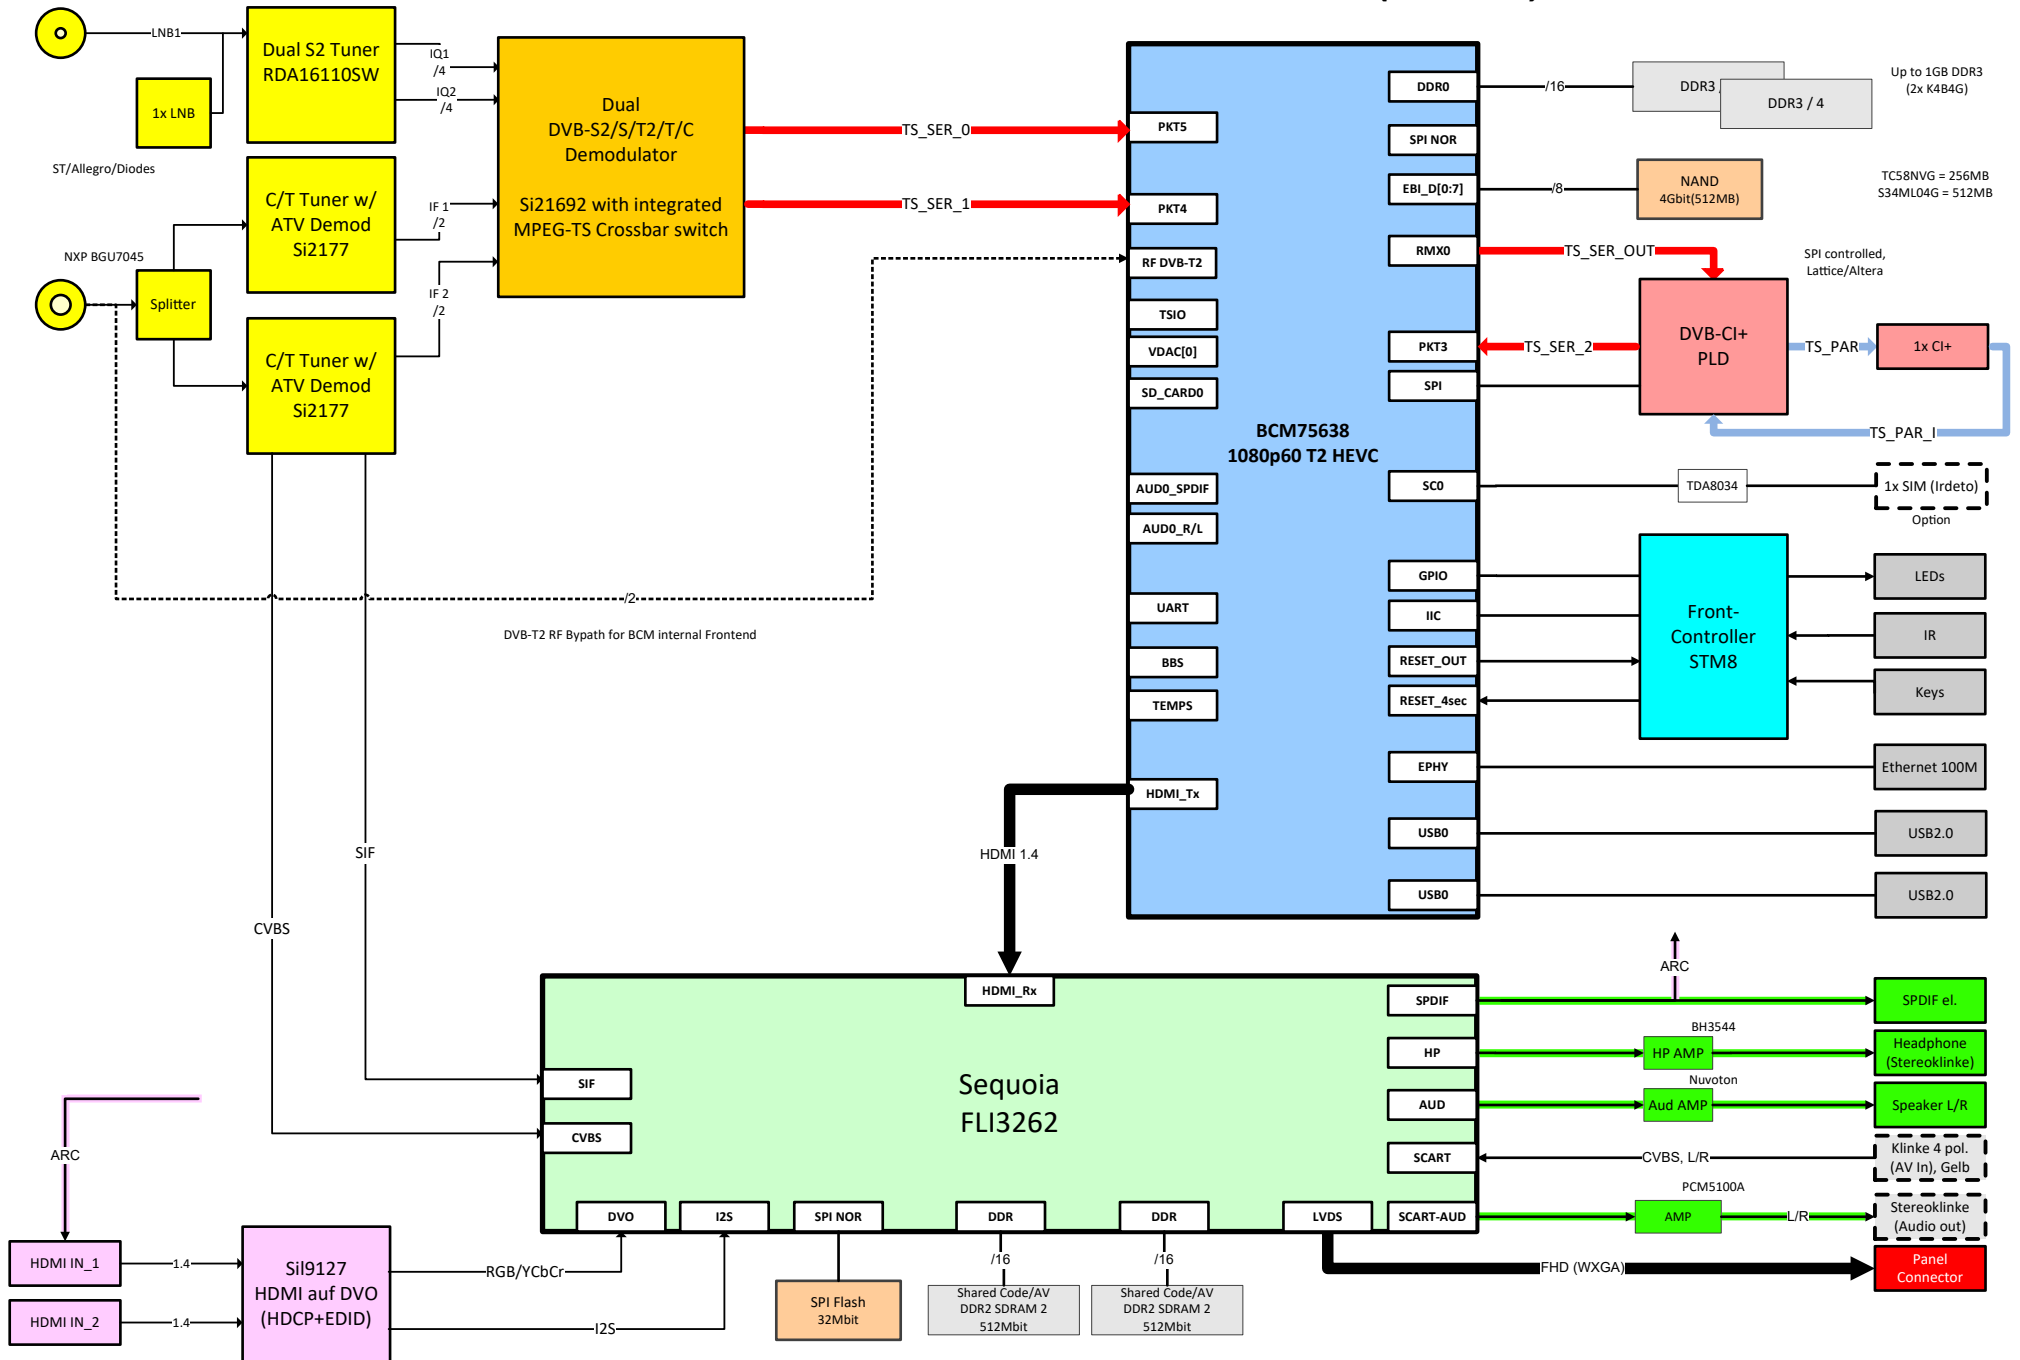 LNB1
Dual S2 Tuner
RDA16110SW
1x LNB
ST/Allegro/Diodes
IQ1
/4
IQ2
/4
C/T Tuner w/
ATV Demod
Si2177
IF 1
/2
NXP BGU7045
Splitter
IF 2
/2
C/T Tuner w/
ATV Demod
Si2177
Dual
DVB-S2/S/T2/T/C
Demodulator
Si21692 with integrated
MPEG-TS Crossbar switch
TS_SER_0
TS_SER_1
/2
DVB-T2 RF Bypath for BCM internal Frontend
SIF
CVBS
HDMI 1.4
PKT5
PKT4
RF DVB-T2
TSIO
VDAC[0]
SD_CARD0
AUD0_SPDIF
AUD0_R/L
UART
BBS
TEMPS
HDMI_Tx
BCM75638
1080p60 T2 HEVC
DDR0
SPI NOR
EBI_D[0:7]
RMX0
PKT3
SPI
SC0
GPIO
IIC
RESET_OUT
RESET_4sec
EPHY
USB0
USB0
/16
DDR3 /
DDR3 / 4
Up to 1GB DDR3
(2x K4B4G)
/8
NAND
4Gbit(512MB)
TC58NVG = 256MB
S34ML04G = 512MB
TS_SER_OUT
SPI controlled,
Lattice/Altera
TS_SER_2
DVB-CI+
PLD
TS_PAR
1x CI+
TS_PAR_I
TDA8034
1x SIM (Irdeto)
Option
Front-
Controller
STM8
LEDs
IR
Keys
Ethernet 100M
USB2.0
USB2.0
ARC
HDMI_Rx
SIF
CVBS
Sequoia
FLI3262
SPDIF
HP
AUD
SCART
SCART-AUD
DVO
I2S
SPI NOR
DDR
DDR
LVDS
SPDIF el.
BH3544
HP AMP
Headphone
(Stereoklinke)
Nuvoton
Aud AMP
Speaker L/R
CVBS, L/R
Klinke 4 pol.
(AV In), Gelb
PCM5100A
AMP
L/R
Stereoklinke
(Audio out)
FHD (WXGA)
Panel
Connector
ARC
HDMI IN_1
1.4
HDMI IN_2
1.4
Sil9127
HDMI auf DVO
(HDCP+EDID)
RGB/YCbCr
I2S
SPI Flash
32Mbit
/16
Shared Code/AV
DDR2 SDRAM 2
512Mbit
/16
Shared Code/AV
DDR2 SDRAM 2
512Mbit